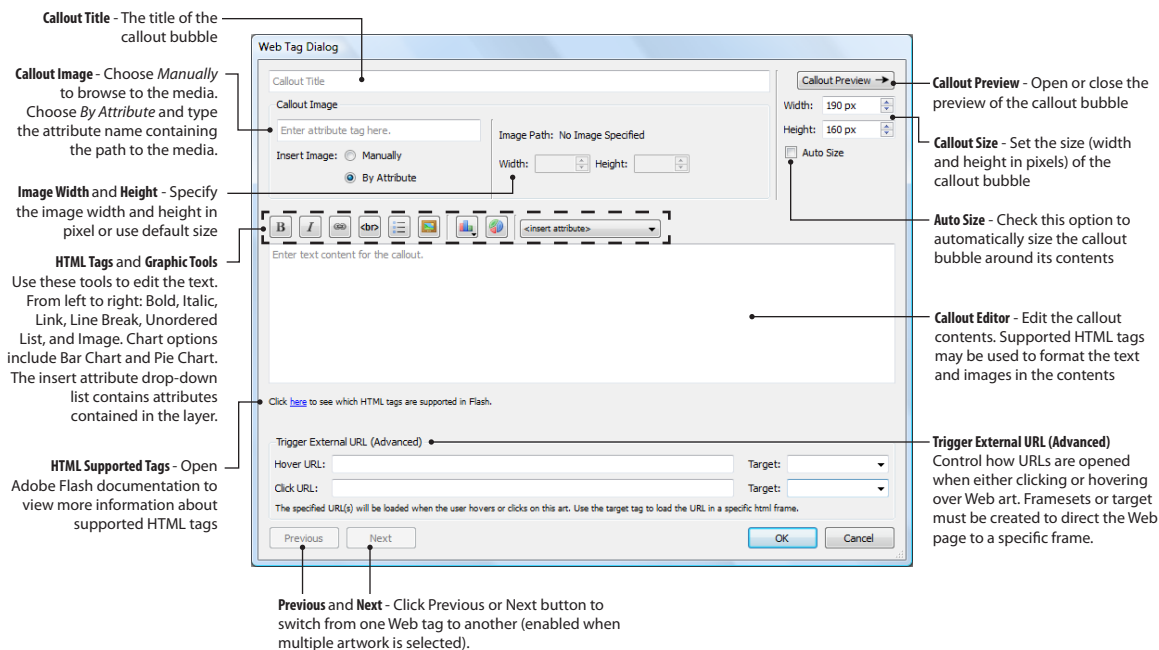 Callout Title - The title of the
callout bubble
Callout Image - Choose Manually
to browse to the media.
Choose By Attribute and type
the attribute name containing
the path to the media.
Image Width and Height - Specify
the image width and height in
pixel or use default size
HTML Tags and Graphic Tools
Use these tools to edit the text.
From left to right: Bold, Italic,
Link, Line Break, Unordered
List, and Image. Chart options
include Bar Chart and Pie Chart.
The insert attribute drop-down
list contains attributes
contained in the layer.
HTML Supported Tags - Open
Adobe Flash documentation to
view more information about
supported HTML tags
Web Tag Dialog
Callout Title
Callout Preview
Callout Image
Width: 190 px
Enter attribute tag here.
Image Path: No Image Specified
Height: 160 px
Insert Image: Manually
Auto Size
Width: Height:
By Attribute
B I <br> <insert attribute>
Enter text content for the callout.
Click here to see which HTML tags are supported in Flash.
Trigger External URL (Advanced)
Hover URL: Target:
Click URL: Target:
The specified URL(s) will be loaded when the user hovers or clicks on this art. Use the target tag to load the URL in a specific html frame.
Previous Next OK Cancel
Callout Preview - Open or close the
preview of the callout bubble
Callout Size - Set the size (width
and height in pixels) of the
callout bubble
Auto Size - Check this option to
automatically size the callout
bubble around its contents
Callout Editor - Edit the callout
contents. Supported HTML tags
may be used to format the text
and images in the contents
Trigger External URL (Advanced)
Control how URLs are opened
when either clicking or hovering
over Web art. Framesets or target
must be created to direct the Web
page to a specific frame.
Previous and Next - Click Previous or Next button to
switch from one Web tag to another (enabled when
multiple artwork is selected).